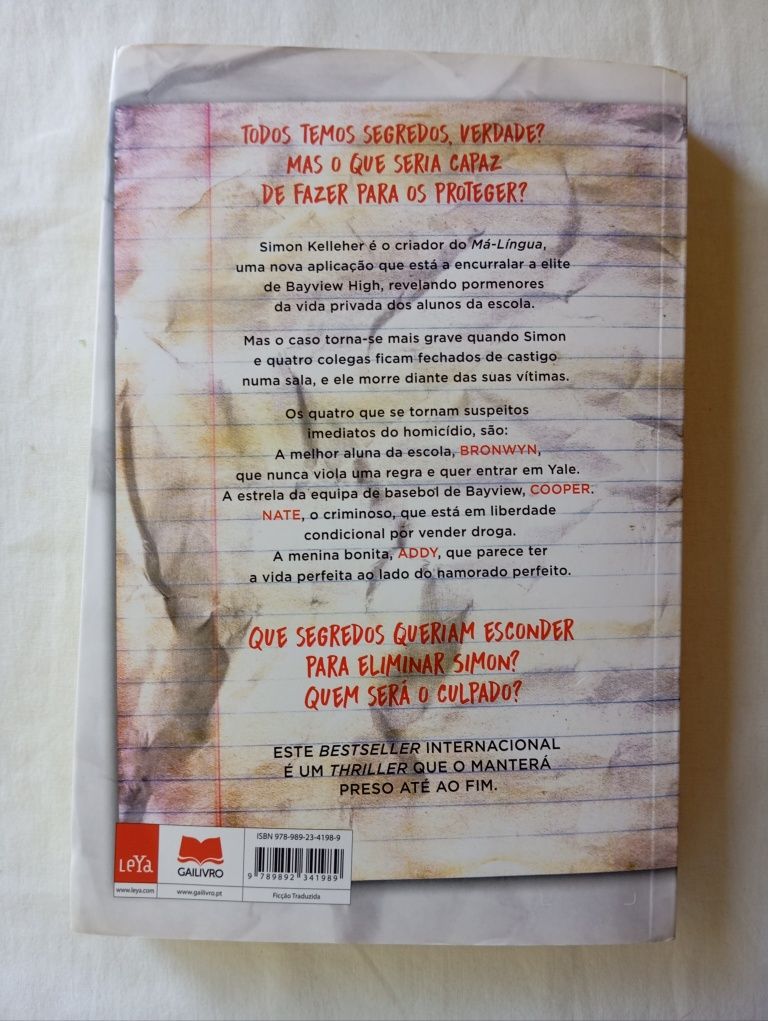 TODOS TEMOS SEGREDOS, VERDADE?
MAS O QUE SERIA CAPAZ
DE FAZER PARA OS PROTEGER?
Simon Kelleher é o criador do Má-Língua,
uma nova aplicação que está a encurralar a elite
de Bayview High, revelando pormenores
da vida privada dos alunos da escola.
Mas o caso torna-se mais grave quando Simon
e quatro colegas ficam fechados de castigo
numa sala, e ele morre diante das suas vítimas.
Os quatro que se tornam suspeitos
imediatos do homicídio, são:
A melhor aluna da escola, BRONWYN,
que nunca viola uma regra e quer entrar em Yale.
A estrela da equipa de basebol de Bayview, COOPER.
NATE, o criminoso, que está em liberdade
condicional por vender droga.
A menina bonita, ADDY, que parece ter
a vida perfeita ao lado do namorado perfeito.
QUE SEGREDOS QUERIAM ESCONDER
PARA ELIMINAR SIMON?
QUEM SERÁ O CULPADO?
ESTE BESTSELLER INTERNACIONAL
É UM THRILLER QUE O MANTERÁ
PRESO ATÉ AO FIM.
LeYa
www.leya.com
GAILIVRO
www.gailivro.pt
ISBN 978-989-23-4198-9
9 789892 341989
Ficção Traduzida